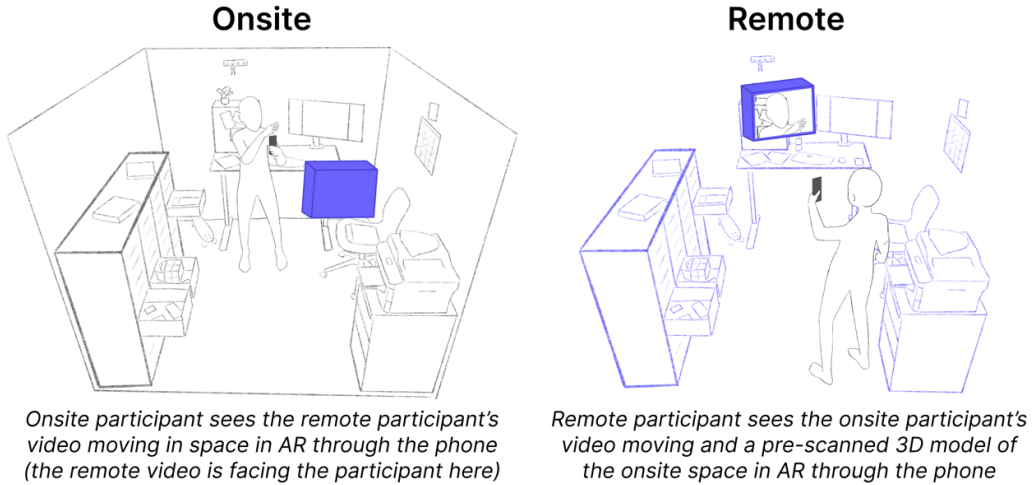 Onsite
Remote
Onsite participant sees the remote participant's
video moving in space in AR through the phone
(the remote video is facing the participant here)
Remote participant sees the onsite participant's
video moving and a pre-scanned 3D model of
the onsite space in AR through the phone